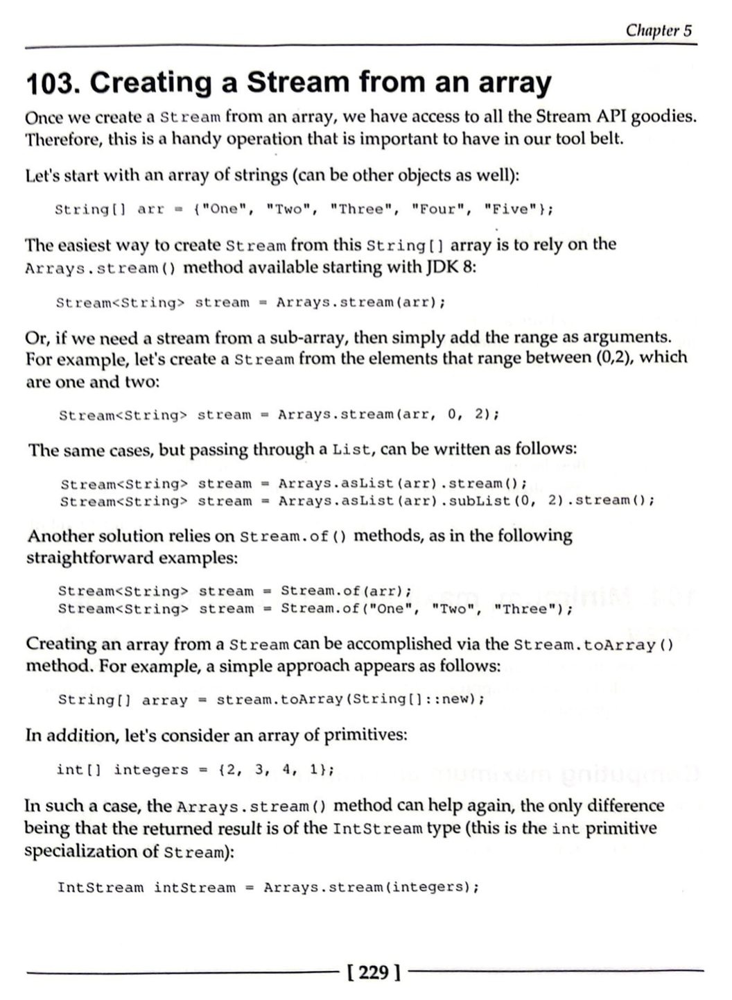 Chapter 5
103. Creating a Stream from an array
Once we create a Stream from an array, we have access to all the Stream API goodies.
Therefore, this is a handy operation that is important to have in our tool belt.
Let's start with an array of strings (can be other objects as well):
String[] arr = {"One", "Two", "Three", "Four", "Five"};
The easiest way to create Stream from this String[] array is to rely on the
Arrays.stream() method available starting with JDK 8:
Stream<String> stream = Arrays.stream(arr);
Or, if we need a stream from a sub-array, then simply add the range as arguments.
For example, let's create a Stream from the elements that range between (0,2), which
are one and two:
Stream<String> stream = Arrays.stream(arr, 0, 2);
The same cases, but passing through a List, can be written as follows:
Stream<String> stream = Arrays.asList(arr).stream();
Stream<String> stream = Arrays.asList(arr).subList(0, 2).stream();
Another solution relies on Stream.of() methods, as in the following
straightforward examples:
Stream<String> stream = Stream.of(arr);
Stream<String> stream = Stream.of("One", "Two", "Three");
Creating an array from a Stream can be accomplished via the Stream.toArray()
method. For example, a simple approach appears as follows:
String[] array = stream.toArray(String[]::new);
In addition, let's consider an array of primitives:
int[] integers = {2, 3, 4, 1};
In such a case, the Arrays.stream() method can help again, the only difference
being that the returned result is of the IntStream type (this is the int primitive
specialization of Stream):
IntStream intStream = Arrays.stream(integers);
[ 229 ]